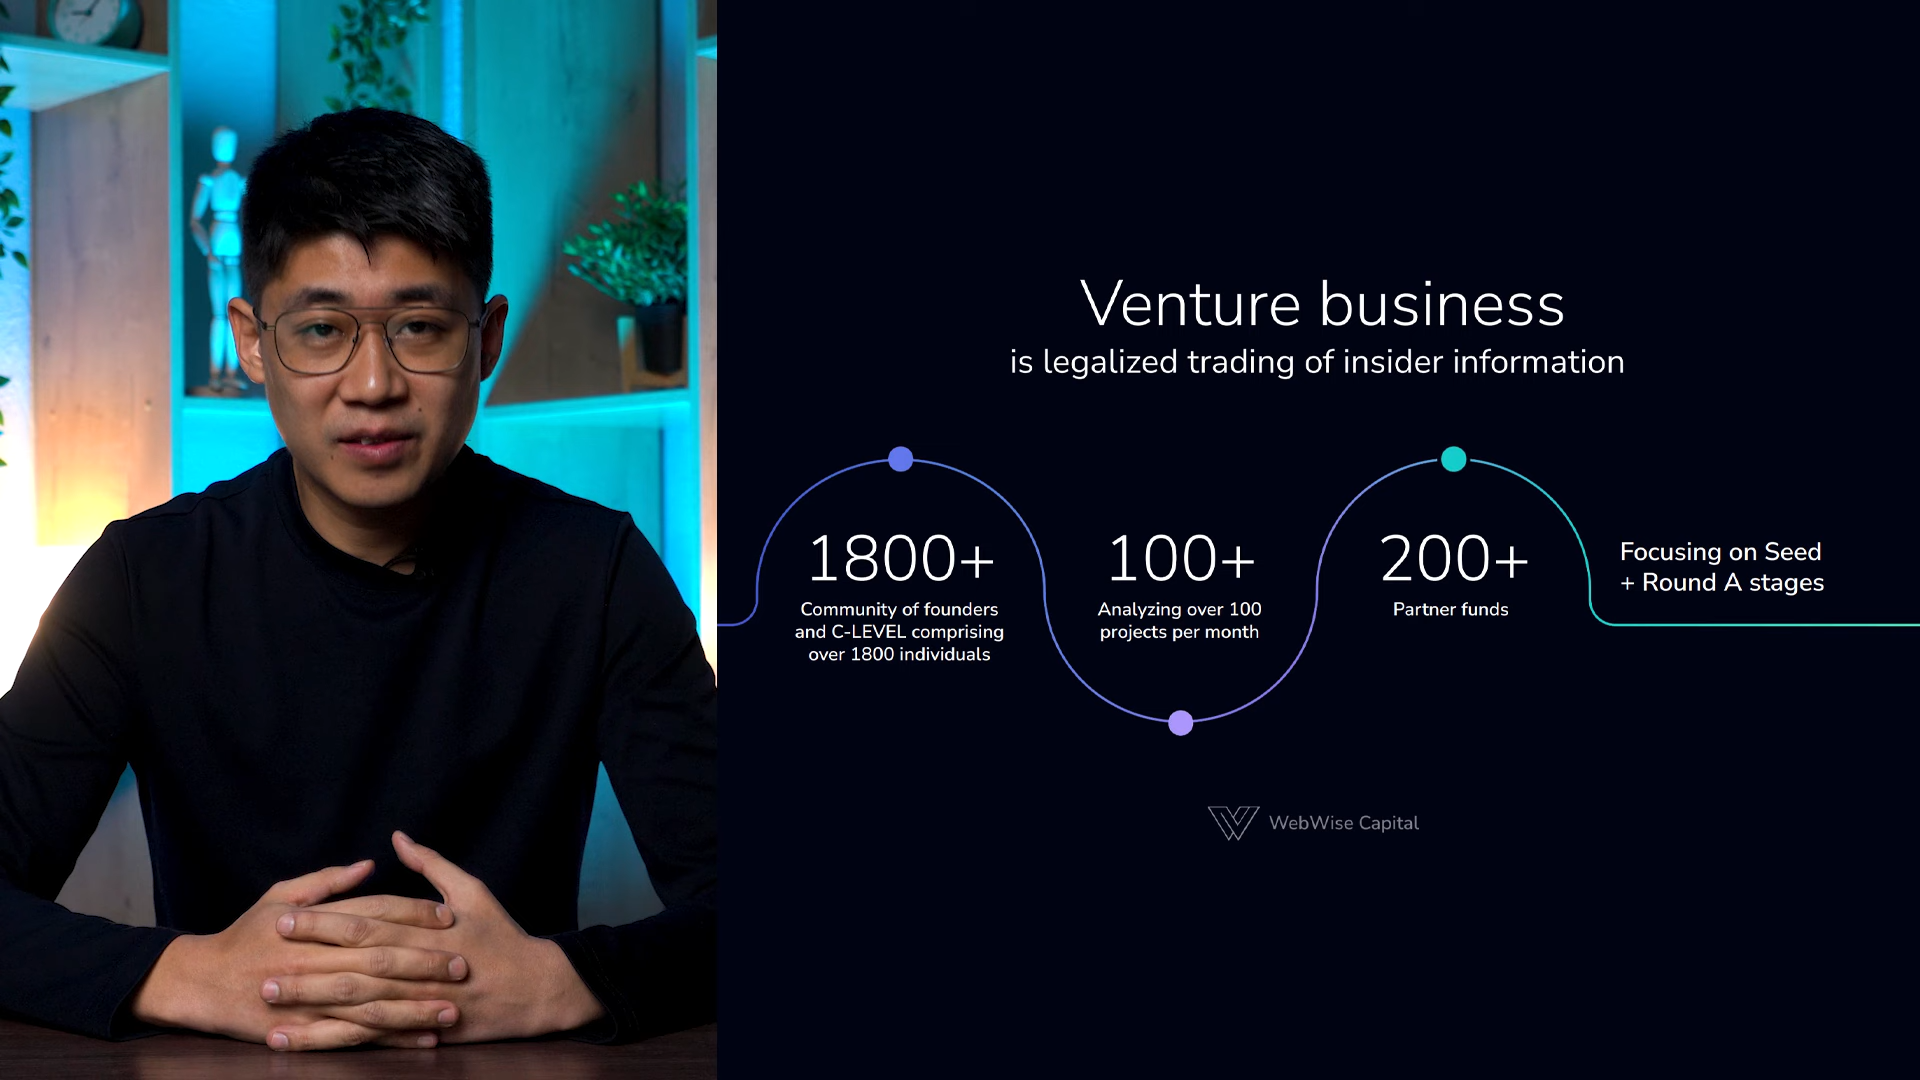 Venture business
is legalized trading of insider information
1800+
Community of founders
and C-LEVEL comprising
over 1800 individuals
100+
Analyzing over 100
projects per month
200+
Partner funds
Focusing on Seed
+ Round A stages
WebWise Capital